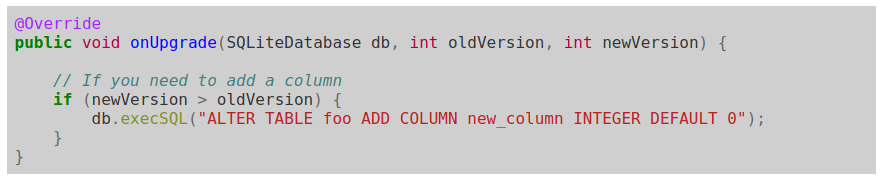 @Override
public void onUpgrade(SQLiteDatabase db, int oldVersion, int newVersion) {
// If you need to add a column
if (newVersion > oldVersion) {
db.execSQL("ALTER TABLE foo ADD COLUMN new_column INTEGER DEFAULT 0");
}
}